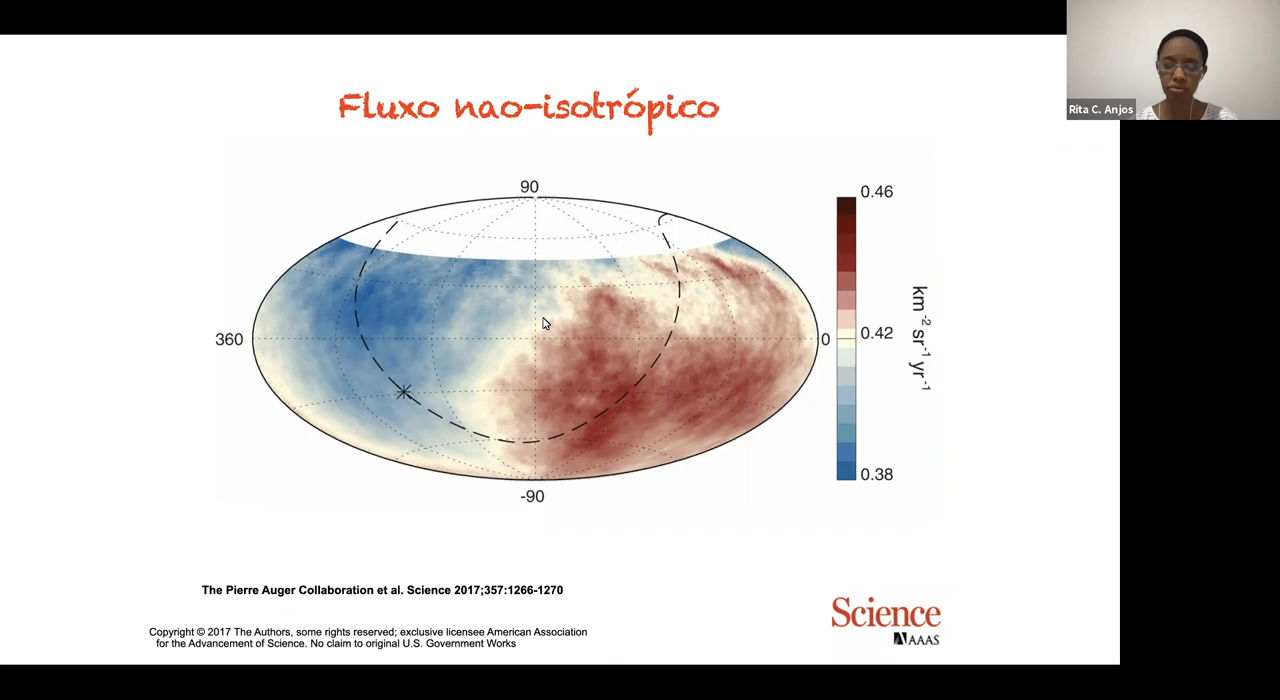 Rita C. Anjos
Fluxo nao-isotrópico
90
0.46
360
0
0.42
km-2 sr-1 yr-1
0.38
-90
The Pierre Auger Collaboration et al. Science 2017;357:1266-1270
Science
AAAS
Copyright © 2017 The Authors, some rights reserved; exclusive licensee American Association
for the Advancement of Science. No claim to original U.S. Government Works